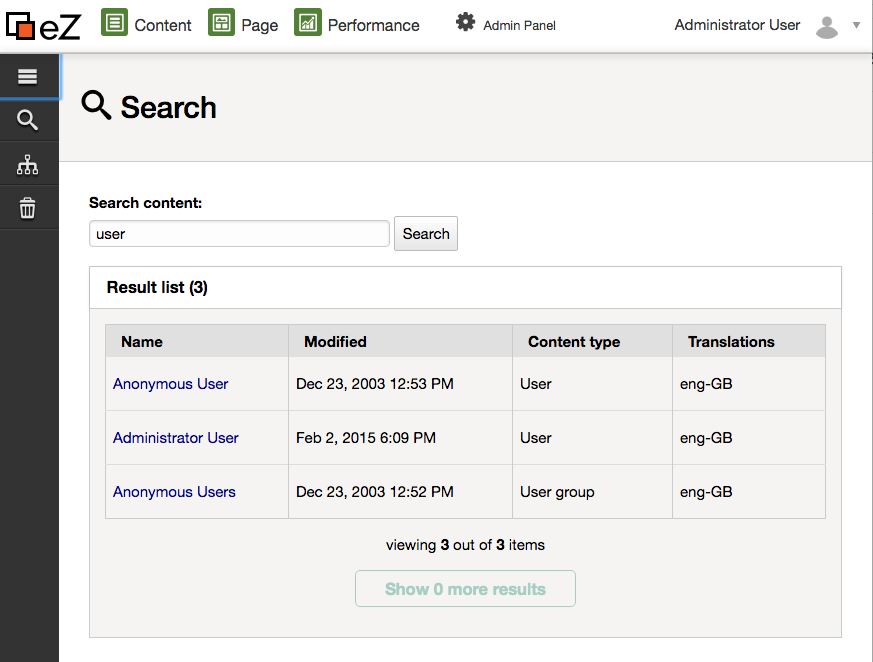 eZ Content Page Performance Admin Panel Administrator User
Search
Search content:
user Search
Result list (3)
Name Modified Content type Translations
Anonymous User Dec 23, 2003 12:53 PM User eng-GB
Administrator User Feb 2, 2015 6:09 PM User eng-GB
Anonymous Users Dec 23, 2003 12:52 PM User group eng-GB
viewing 3 out of 3 items
Show 0 more results